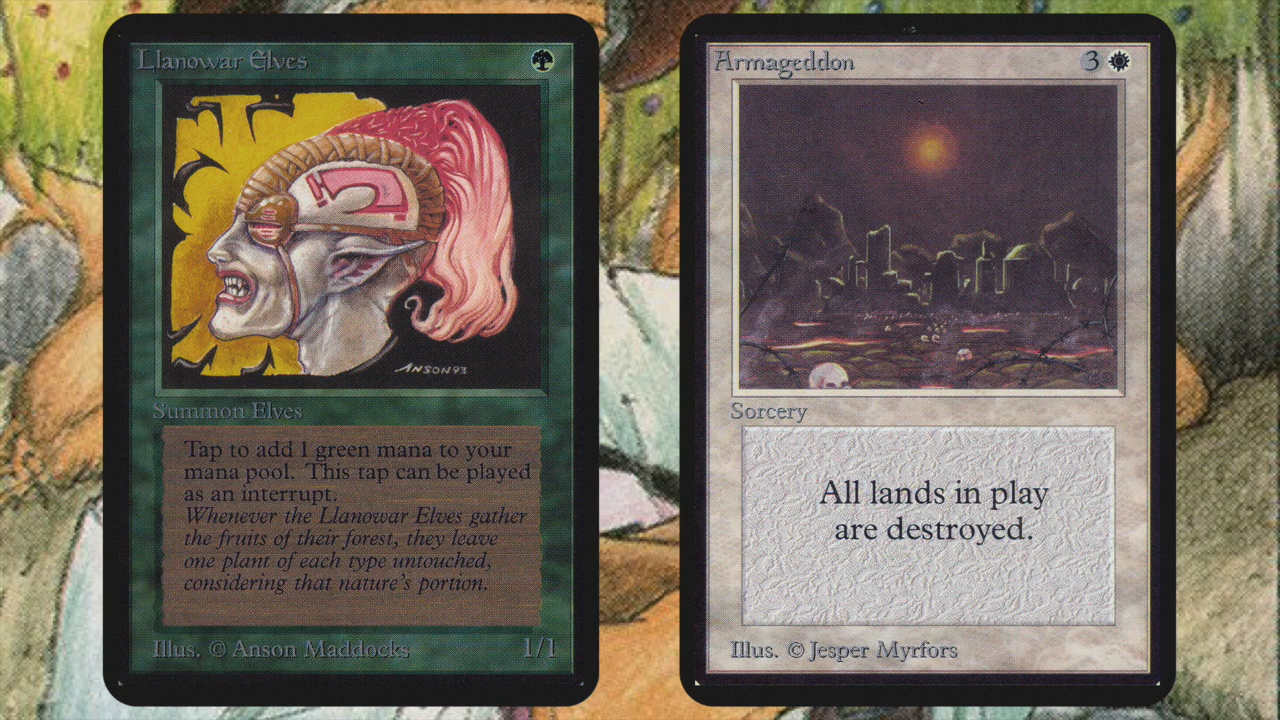 Llanowar Elves
ANSON93
Summon Elves
Tap to add 1 green mana to your
mana pool. This tap can be played
as an interrupt.
Whenever the Llanowar Elves gather
the fruits of their forest, they leave
one plant of each type untouched,
considering that nature's portion.
Illus. © Anson Maddocks
1/1
Armageddon
3
Sorcery
All lands in play
are destroyed.
Illus. © Jesper Myrfors